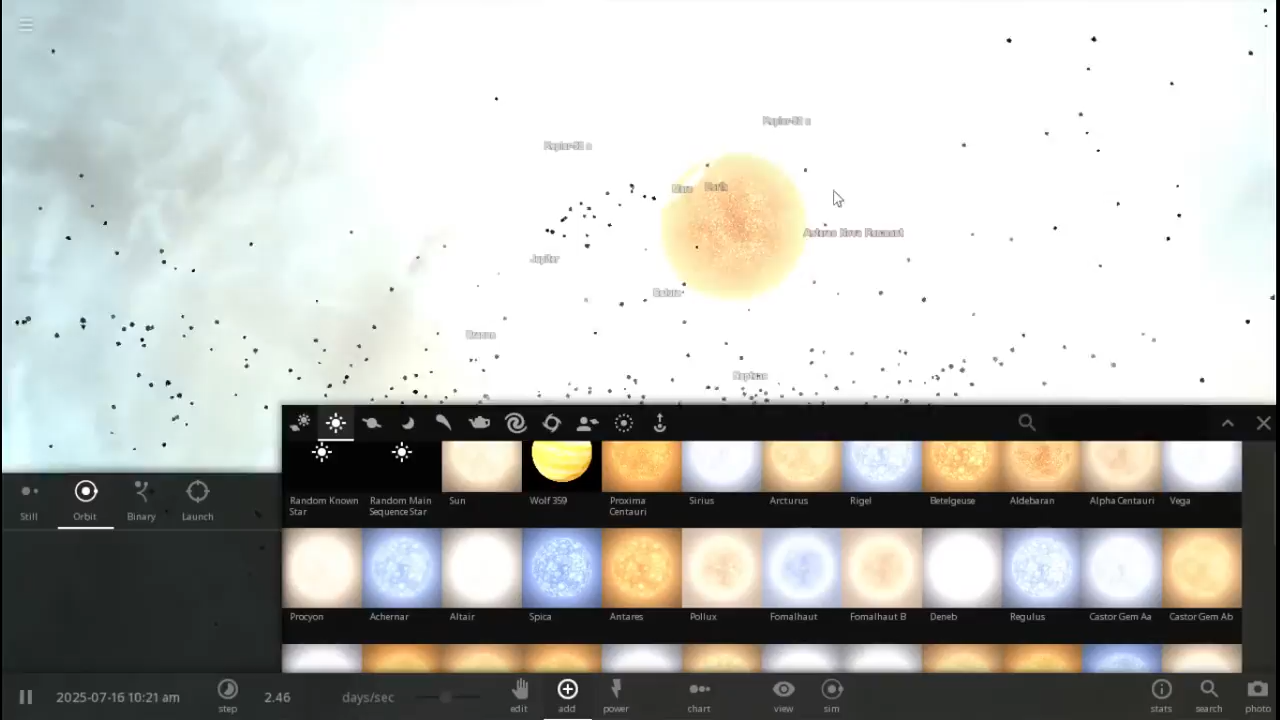 Mars
Earth
Jupiter
Saturn
Uranus
Neptune
Random Known
Star
Random Main
Sequence Star
Sun
Wolf 359
Proxima
Centauri
Sirius
Arcturus
Rigel
Betelgeuse
Aldebaran
Alpha Centauri
Vega
Still
Orbit
Binary
Launch
Procyon
Achernar
Altair
Spica
Antares
Pollux
Fomalhaut
Fomalhaut B
Deneb
Regulus
Castor Gem Aa
Castor Gem Ab
2025-07-16 10:21 am
step
2.46
days/sec
edit
add
power
chart
view
sim
stats
search
photo